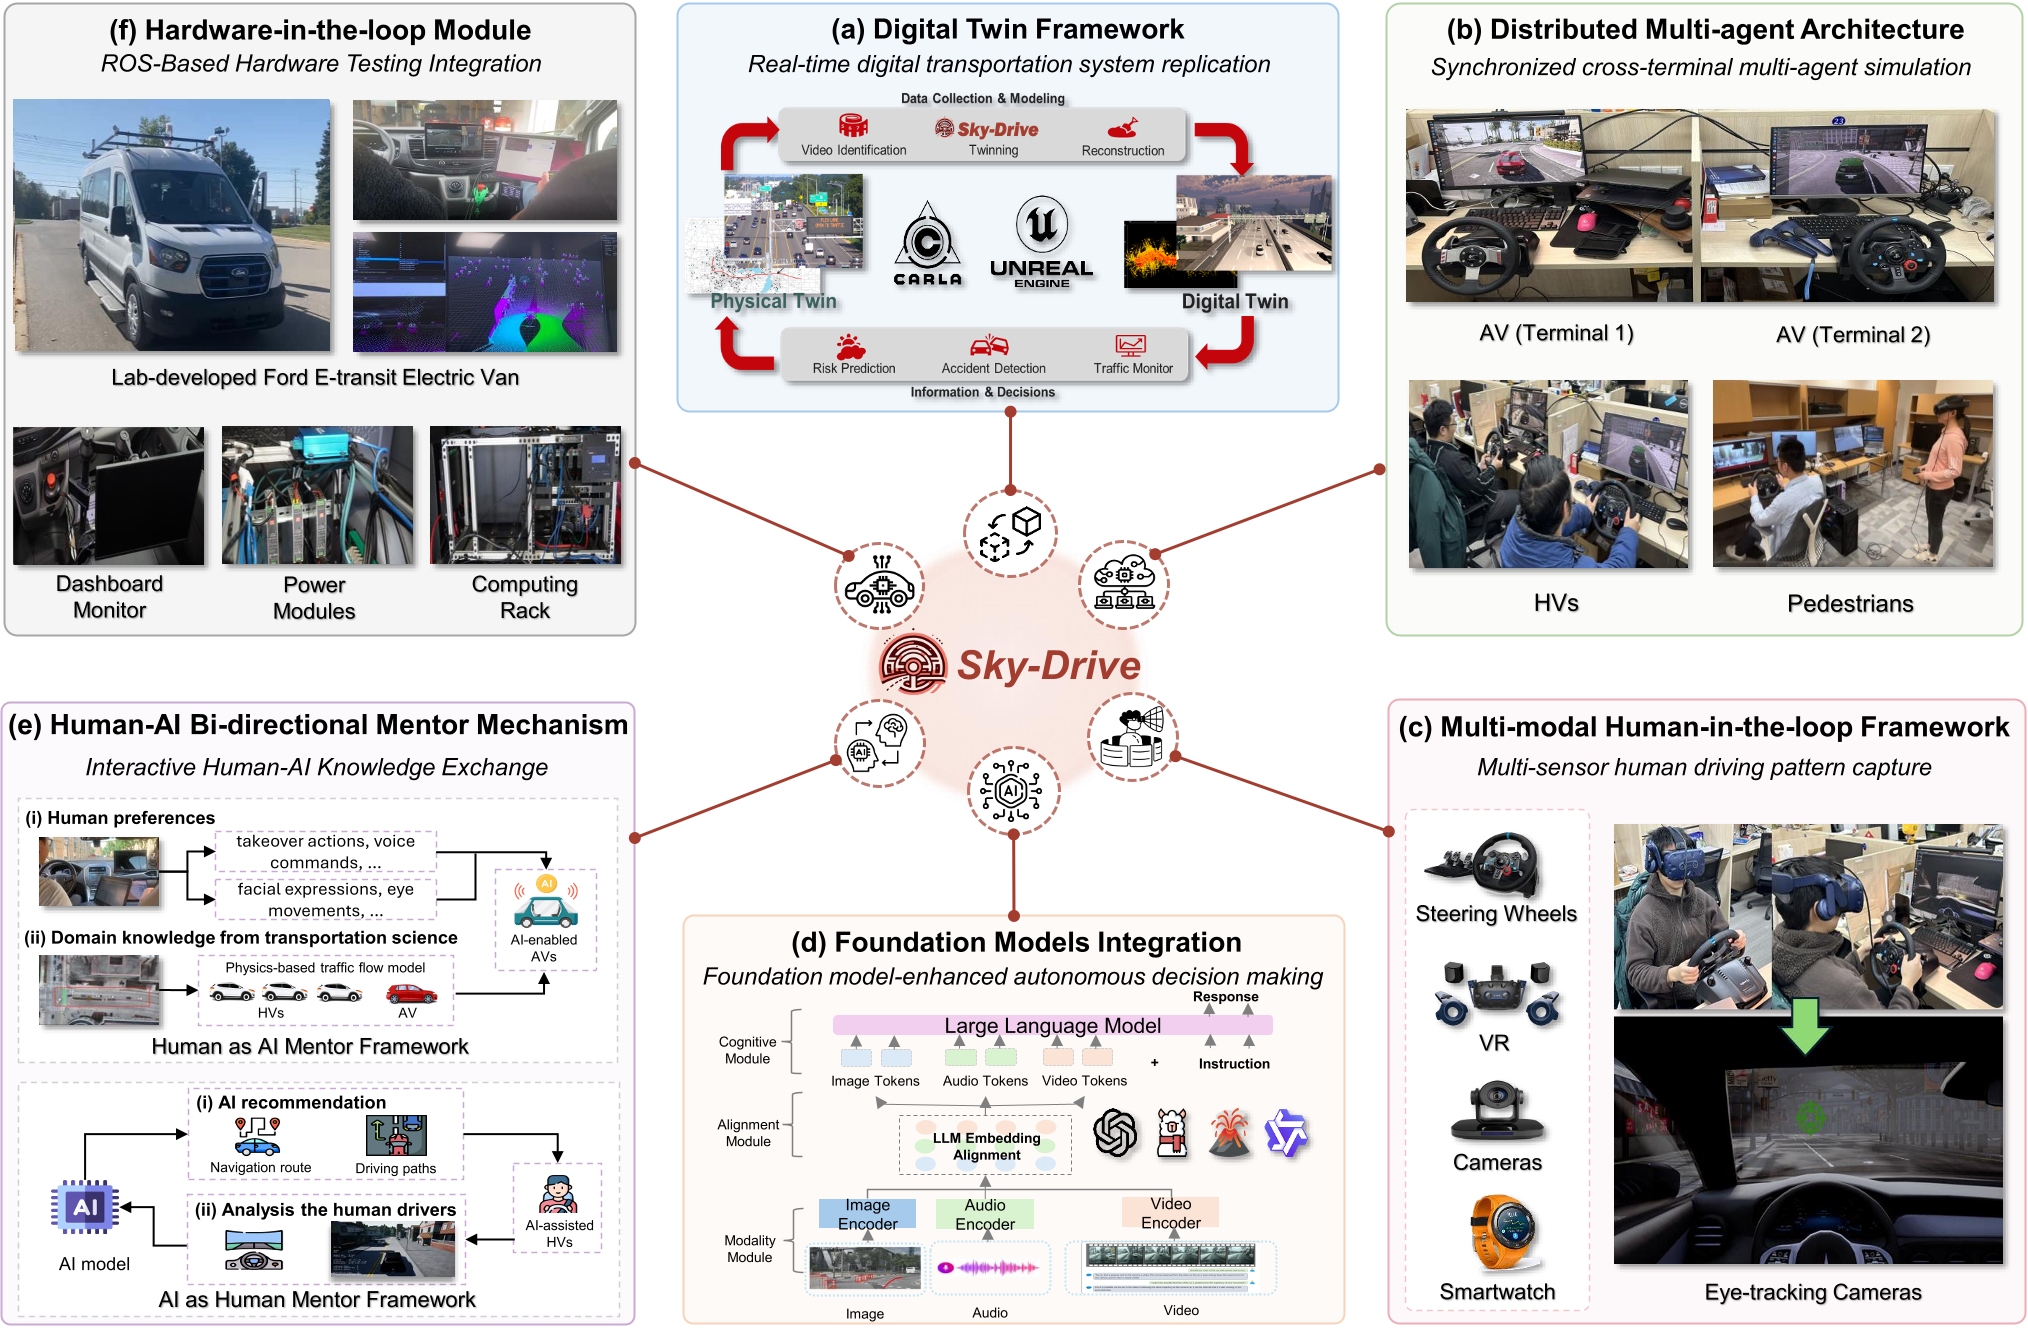 (f) Hardware-in-the-loop Module
ROS-Based Hardware Testing Integration
Lab-developed Ford E-transit Electric Van
Dashboard
Monitor
Power
Modules
Computing
Rack
(a) Digital Twin Framework
Real-time digital transportation system replication
Data Collection & Modeling
Video Identification
Sky-Drive
Twinning
Reconstruction
CARLA
UNREAL
ENGINE
Physical Twin
Digital Twin
Risk Prediction
Accident Detection
Traffic Monitor
Information & Decisions
(b) Distributed Multi-agent Architecture
Synchronized cross-terminal multi-agent simulation
23
AV (Terminal 1)
AV (Terminal 2)
HVs
Pedestrians
Sky-Drive
AI
AI
(e) Human-AI Bi-directional Mentor Mechanism
Interactive Human-AI Knowledge Exchange
(i) Human preferences
takeover actions, voice
commands, ...
facial expressions, eye
movements, ...
AI
AI-enabled
AVs
(ii) Domain knowledge from transportation science
Physics-based traffic flow model
HVs
AV
Human as AI Mentor Framework
(i) AI recommendation
Navigation route
Driving paths
AI
AI model
(ii) Analysis the human drivers
AI-assisted
HVs
AI as Human Mentor Framework
(d) Foundation Models Integration
Foundation model-enhanced autonomous decision making
Response
Large Language Model
Cognitive
Module
Image Tokens
Audio Tokens
Video Tokens
+
Instruction
Alignment
Module
LLM Embedding
Alignment
Image
Encoder
Audio
Encoder
Video
Encoder
Modality
Module
Image
Audio
Video
(c) Multi-modal Human-in-the-loop Framework
Multi-sensor human driving pattern capture
Steering Wheels
VR
Cameras
Smartwatch
SALE
Eye-tracking Cameras